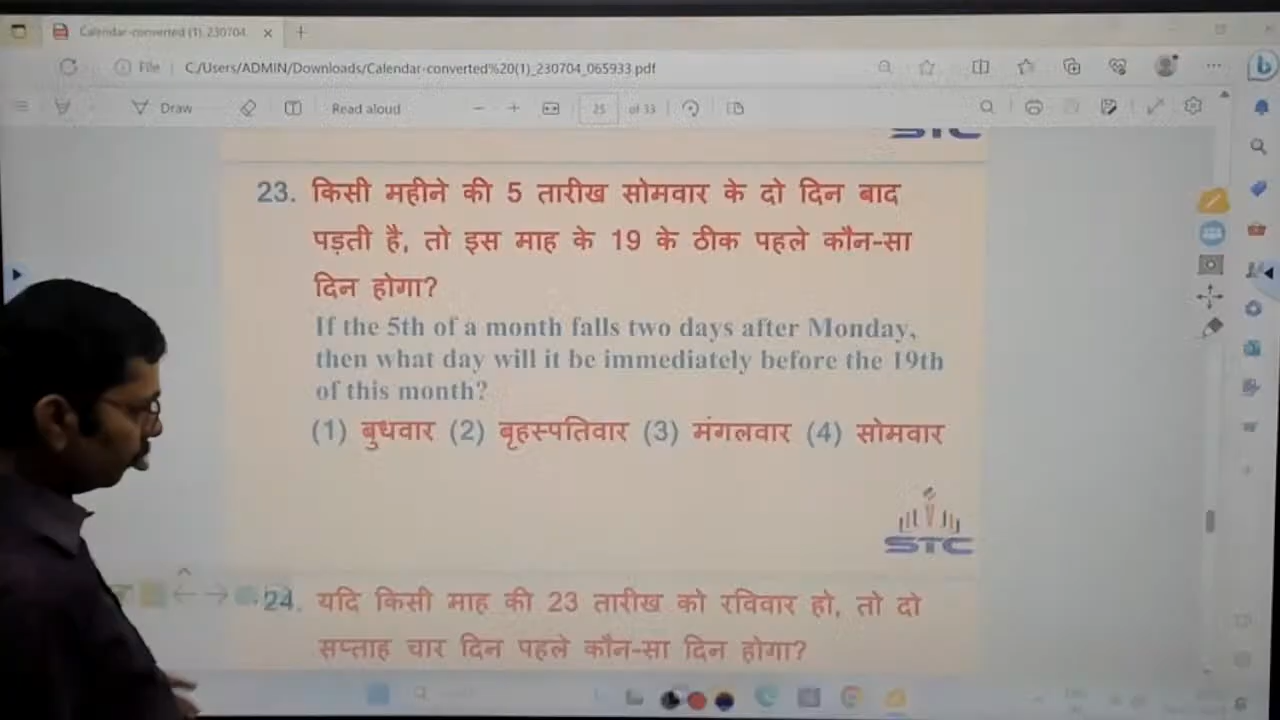 Calendar-converted (1)_230704.
File
C:/Users/ADMIN/Downloads/Calendar-converted%20(1)_230704_065933.pdf
Draw
Read aloud
25 of 33
STC
23. किसी महीने की 5 तारीख सोमवार के दो दिन बाद
पड़ती है, तो इस माह के 19 के ठीक पहले कौन-सा
दिन होगा?
If the 5th of a month falls two days after Monday,
then what day will it be immediately before the 19th
of this month?
(1) बुधवार (2) बृहस्पतिवार (3) मंगलवार (4) सोमवार
STC
24. यदि किसी माह की 23 तारीख को रविवार हो, तो दो
सप्ताह चार दिन पहले कौन-सा दिन होगा?